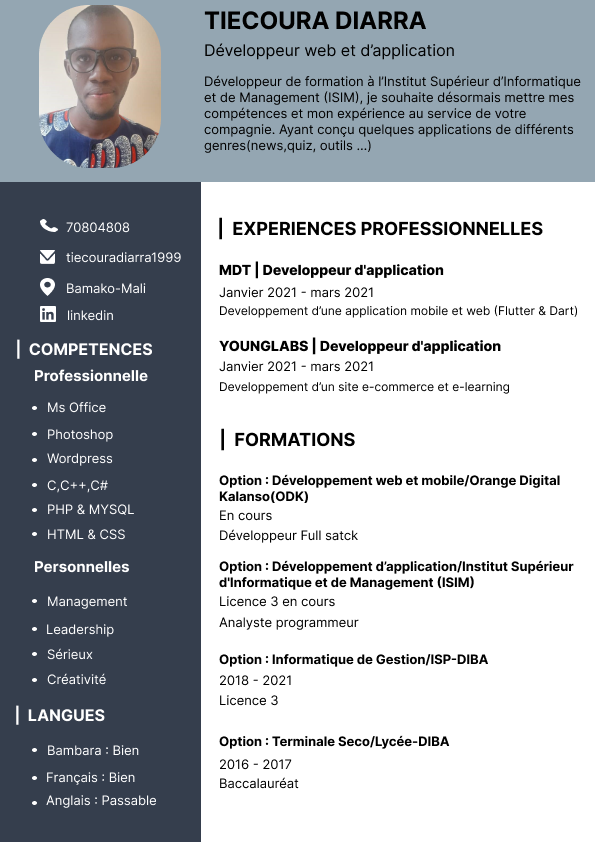 TIECOURA DIARRA
Développeur web et d’application
Développeur de formation à l’Institut Supérieur d’Informatique
et de Management (ISIM), je souhaite désormais mettre mes
compétences et mon expérience au service de votre
compagnie. Ayant conçu quelques applications de différents
genres(news,quiz, outils ...)
70804808
tiecouradiarra1999
Bamako-Mali
linkedin
COMPETENCES
Professionnelle
Ms Office
Photoshop
Wordpress
C,C++,C#
PHP & MYSQL
HTML & CSS
Personnelles
Management
Leadership
Sérieux
Créativité
LANGUES
Bambara : Bien
Français : Bien
Anglais : Passable
EXPERIENCES PROFESSIONNELLES
MDT | Developpeur d'application
Janvier 2021 - mars 2021
Developpement d’une application mobile et web (Flutter & Dart)
YOUNGLABS | Developpeur d'application
Janvier 2021 - mars 2021
Developpement d’un site e-commerce et e-learning
FORMATIONS
Option : Développement web et mobile/Orange Digital
Kalanso(ODK)
En cours
Développeur Full satck
Option : Développement d’application/Institut Supérieur
d'Informatique et de Management (ISIM)
Licence 3 en cours
Analyste programmeur
Option : Informatique de Gestion/ISP-DIBA
2018 - 2021
Licence 3
Option : Terminale Seco/Lycée-DIBA
2016 - 2017
Baccalauréat